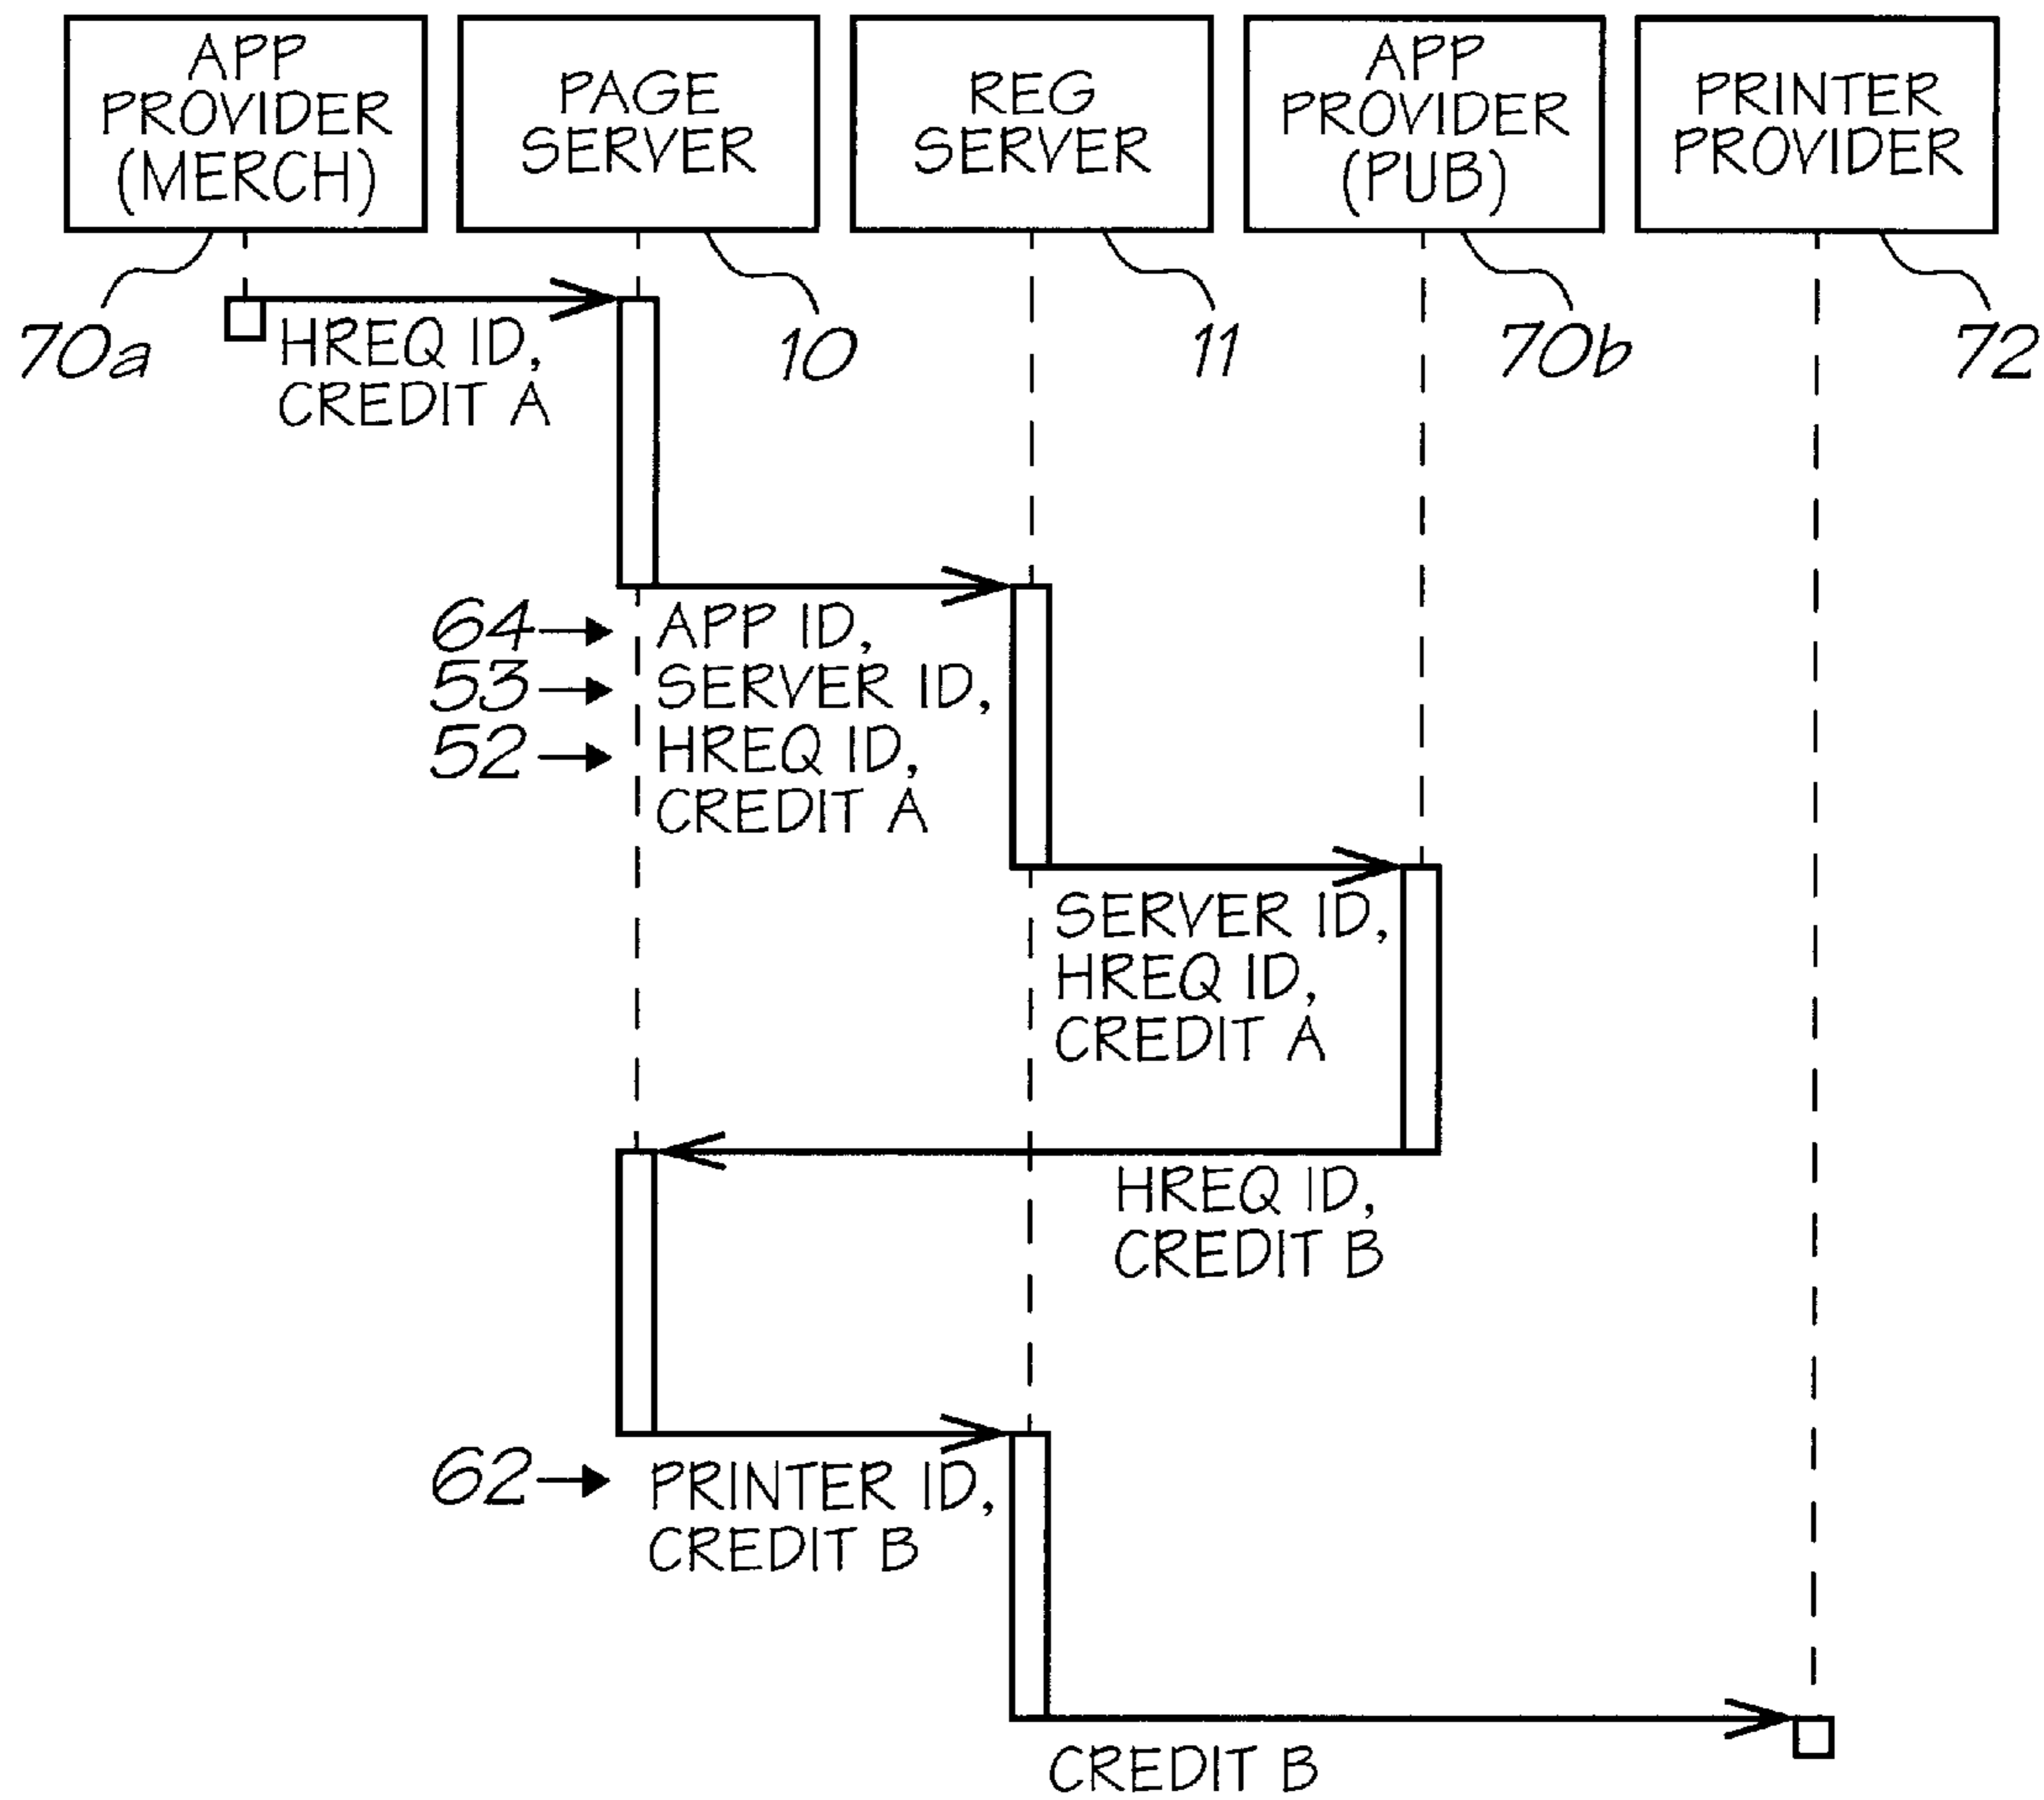 APP
PROVIDER
(MERCH)
PAGE
SERVER
REG
SERVER
APP
PROVIDER
(PUB)
PRINTER
PROVIDER
70a
10
11
70b
72
HREQ ID,
CREDIT A
64
APP ID,
53
SERVER ID,
52
HREQ ID,
CREDIT A
SERVER ID,
HREQ ID,
CREDIT A
HREQ ID,
CREDIT B
62
PRINTER ID,
CREDIT B
CREDIT B